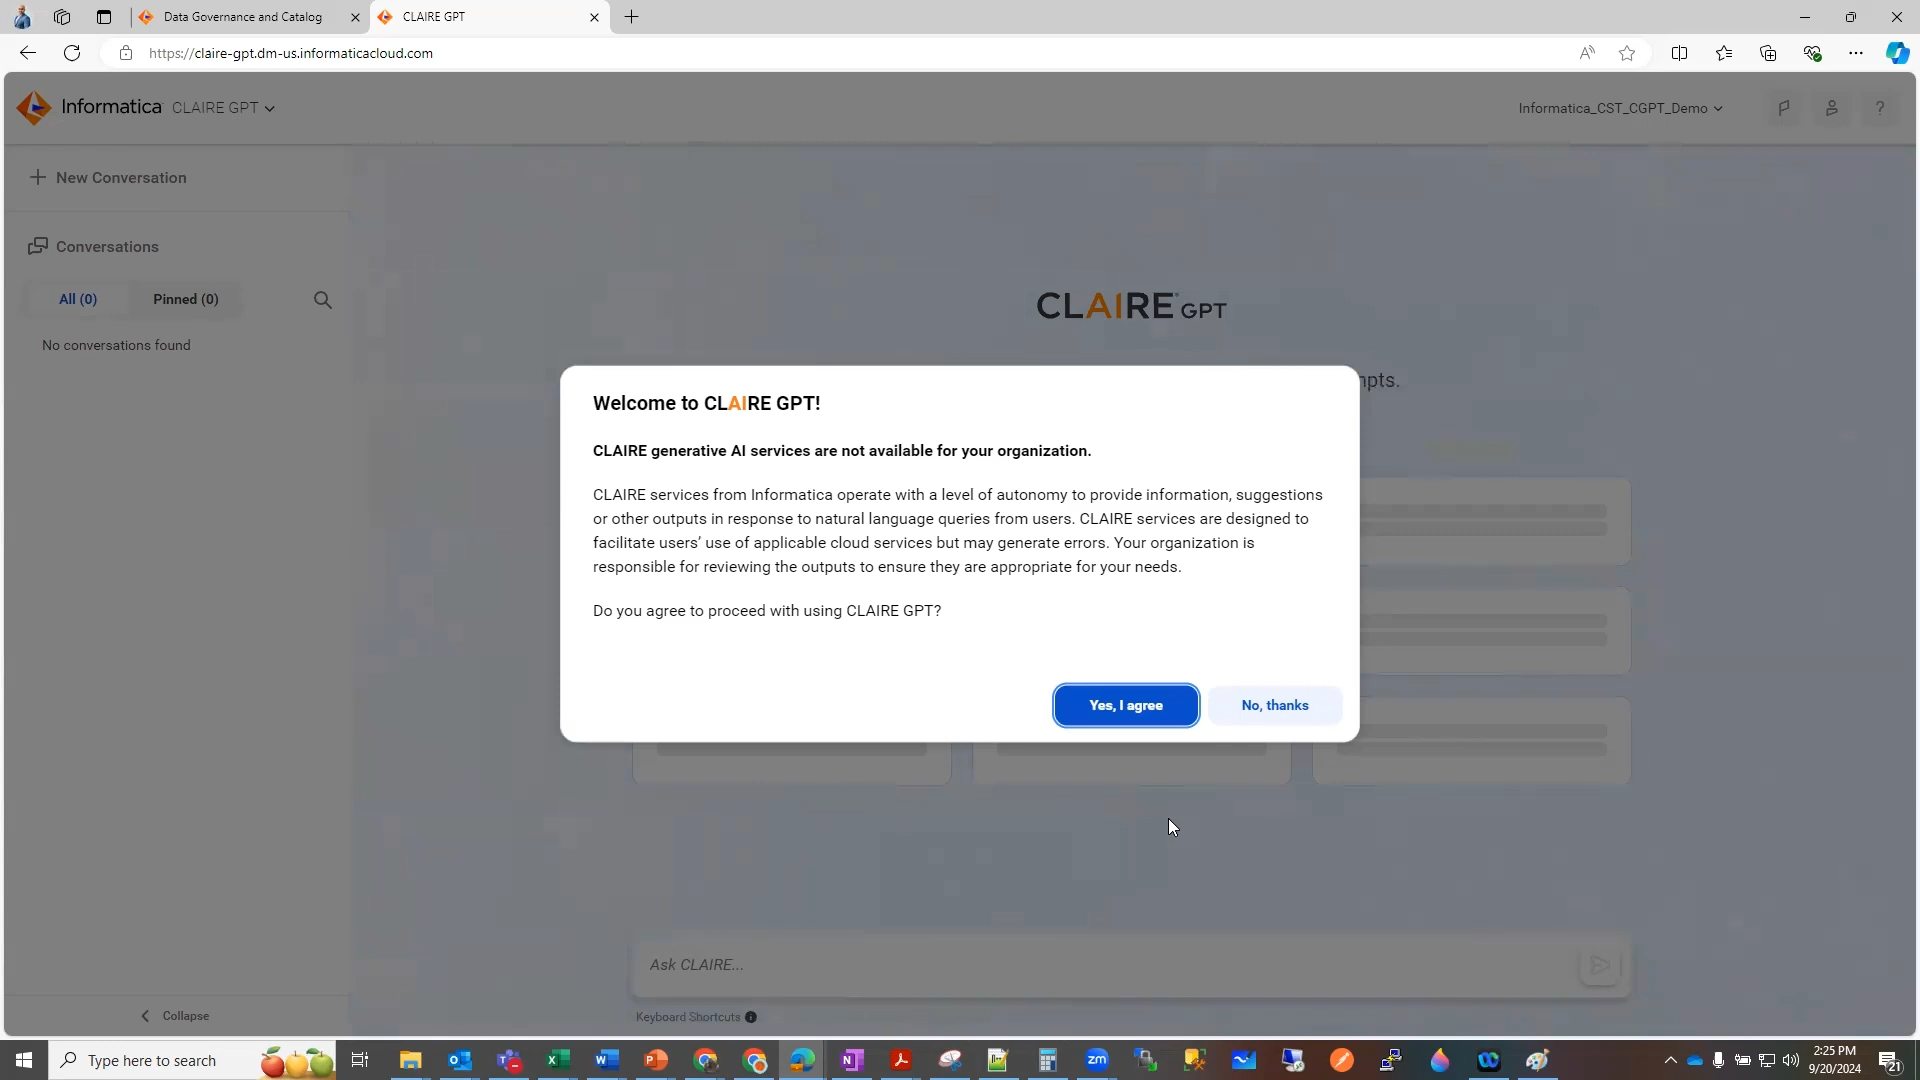 Data Governance and Catalog
CLAIRE GPT
https://claire-gpt.dm-us.informaticacloud.com
Informatica CLAIRE GPT
Informatica_CST_CGPT_Demo
?
New Conversation
Conversations
All (0)
Pinned (0)
No conversations found
CLAIRE GPT
mpts.
Welcome to CLAIRE GPT!
CLAIRE generative AI services are not available for your organization.
CLAIRE services from Informatica operate with a level of autonomy to provide information, suggestions
or other outputs in response to natural language queries from users. CLAIRE services are designed to
facilitate users' use of applicable cloud services but may generate errors. Your organization is
responsible for reviewing the outputs to ensure they are appropriate for your needs.
Do you agree to proceed with using CLAIRE GPT?
Yes, I agree
No, thanks
Ask CLAIRE...
Keyboard Shortcuts
Collapse
Type here to search
zm
2:25 PM
9/20/2024
21